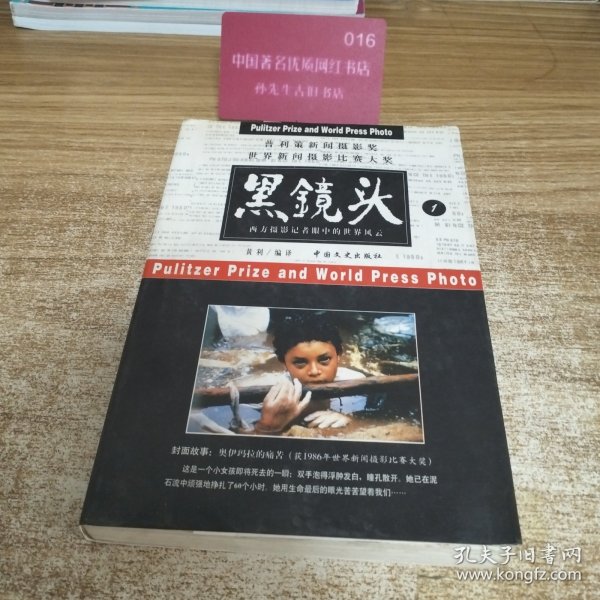 016
中国著名优质网红书店
孙先生古旧书店
Pulitzer Prize and World Press Photo
普利策新闻摄影奖
世界新闻摄影比赛大奖
黑鏡头
1
西方摄影记者眼中的世界风云
黄利/编译 中国文史出版社
Pulitzer Prize and World Press Photo
封面故事：奥伊玛拉的痛苦（获1986年世界新闻摄影比赛大奖）
这是一个小女孩即将死去的一瞬：双手泡得浮肿发白，瞳孔散开。她已在泥
石流中顽强地挣扎了60个小时。她用生命最后的眼光苦苦望着我们……
孔夫子旧书网
www.kongfz.com